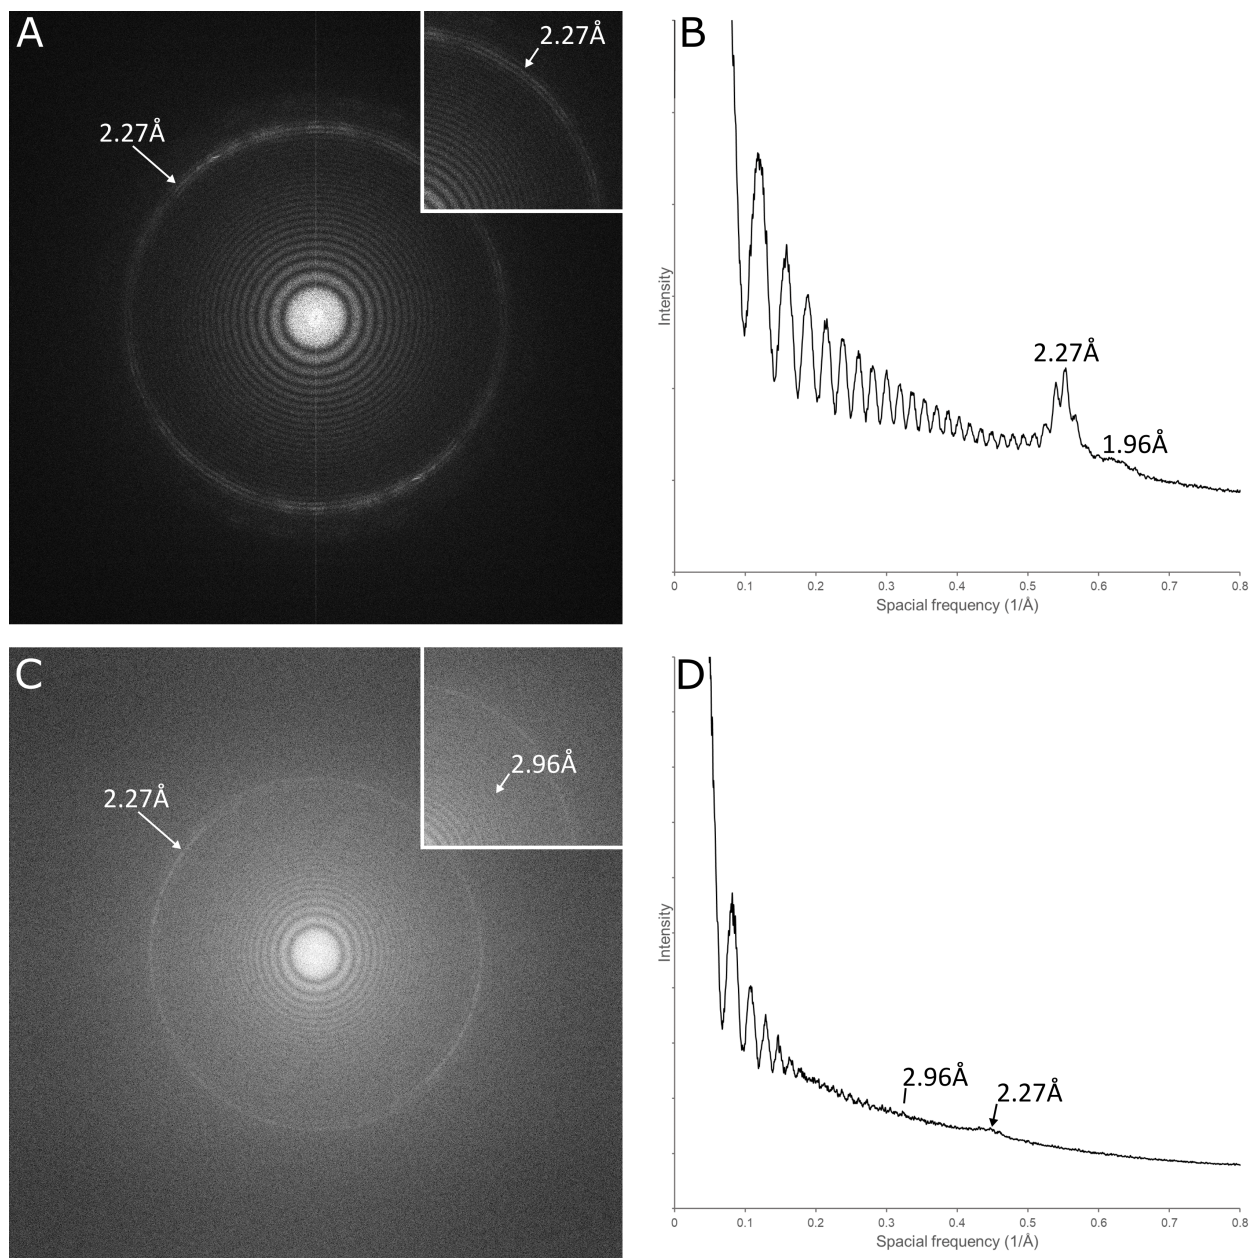 A
2.27Å
2.27Å
B
Intensity
2.27Å
1.96Å
0 0.1 0.2 0.3 0.4 0.5 0.6 0.7 0.8
Spacial frequency (1/Å)
C
2.27Å
2.96Å
D
Intensity
2.96Å
2.27Å
0 0.1 0.2 0.3 0.4 0.5 0.6 0.7 0.8
Spacial frequency (1/Å)